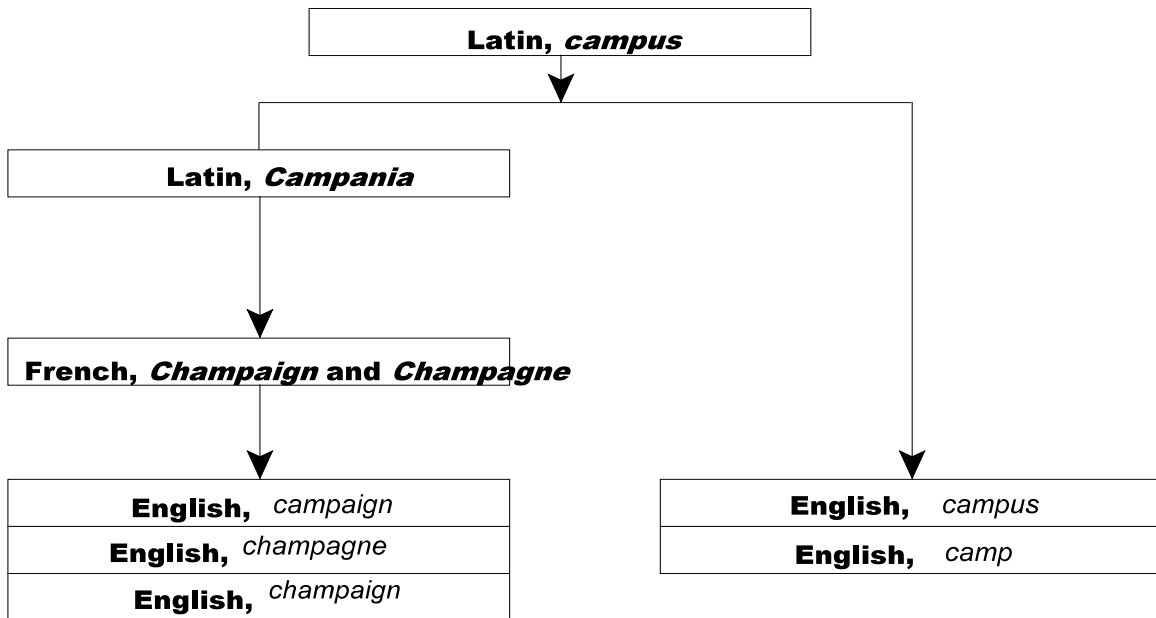 Latin, campus
Latin, Campania
French, Champaign and Champagne
English, campaign
English, champagne
English, champaign
English, campus
English, camp